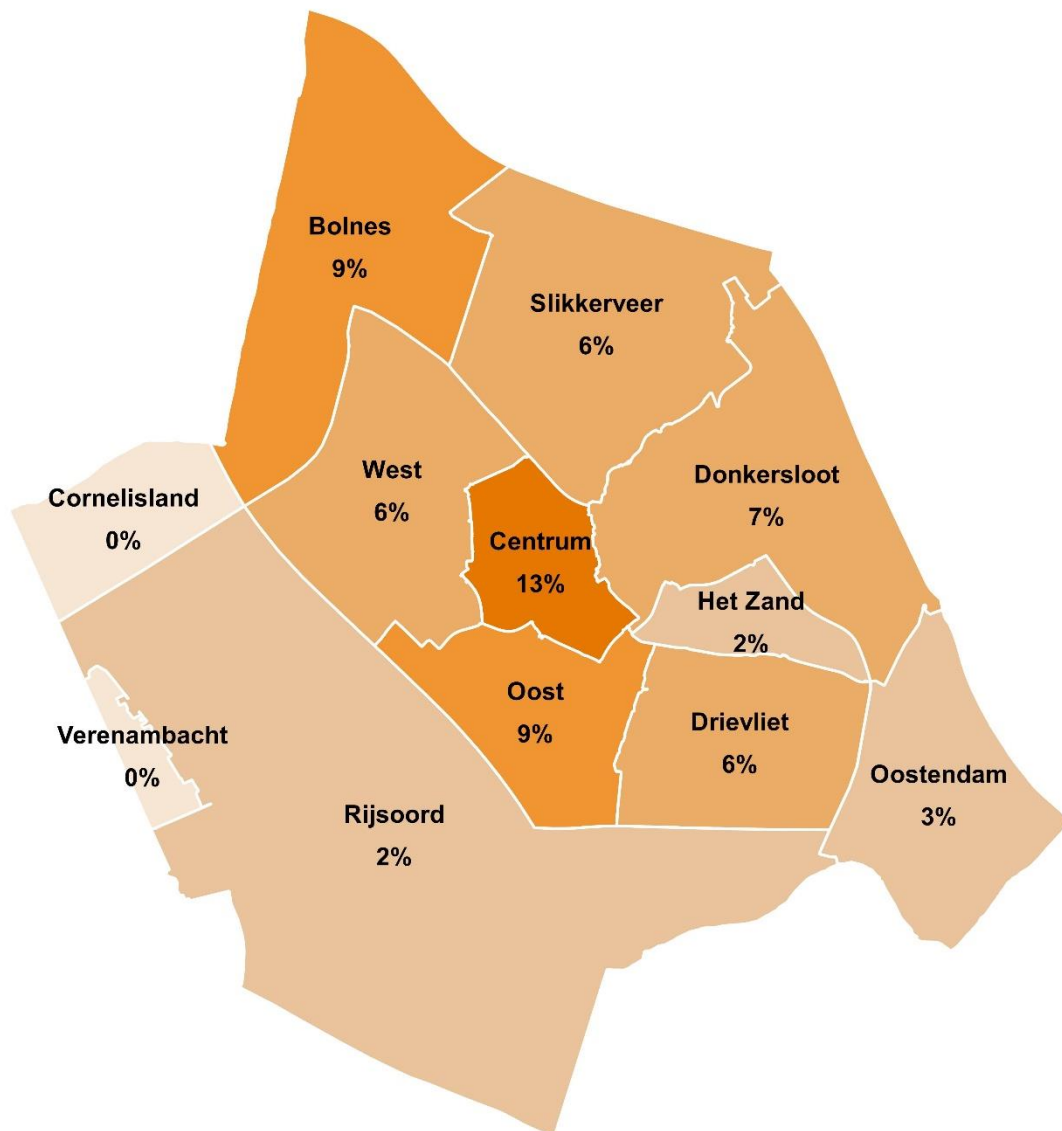 Bolnes
9%
Slikkerveer
6%
West
6%
Donkersloot
7%
Cornelisland
0%
Centrum
13%
Het Zand
2%
Oost
9%
Drievliet
6%
Verenambacht
0%
Oostendam
3%
Rijsoord
2%